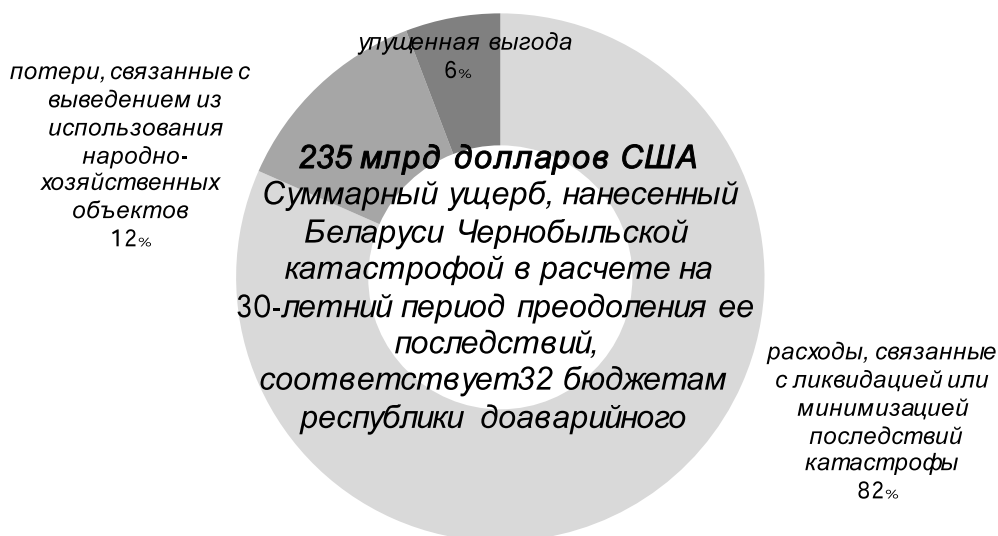 упущенная выгода
6%
потери, связанные с
выведением из
использования
народно-
хозяйственных
объектов
12%
235 млрд долларов США
Суммарный ущерб, нанесенный
Беларуси Чернобыльской
катастрофой в расчете на
30-летний период преодоления ее
последствий,
соответствует32 бюджетам
республики доаварийного
расходы, связанные
с ликвидацией или
минимизацией
последствий
катастрофы
82%